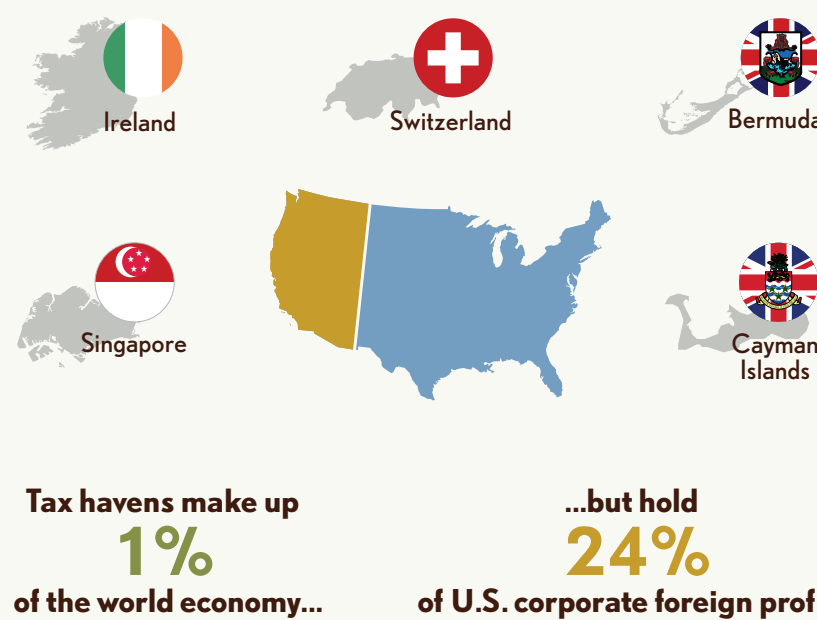 Ireland
Switzerland
Bermuda
Singapore
Cayman
Islands
Tax havens make up
1%
of the world economy...
...but hold
24%
of U.S. corporate foreign prof